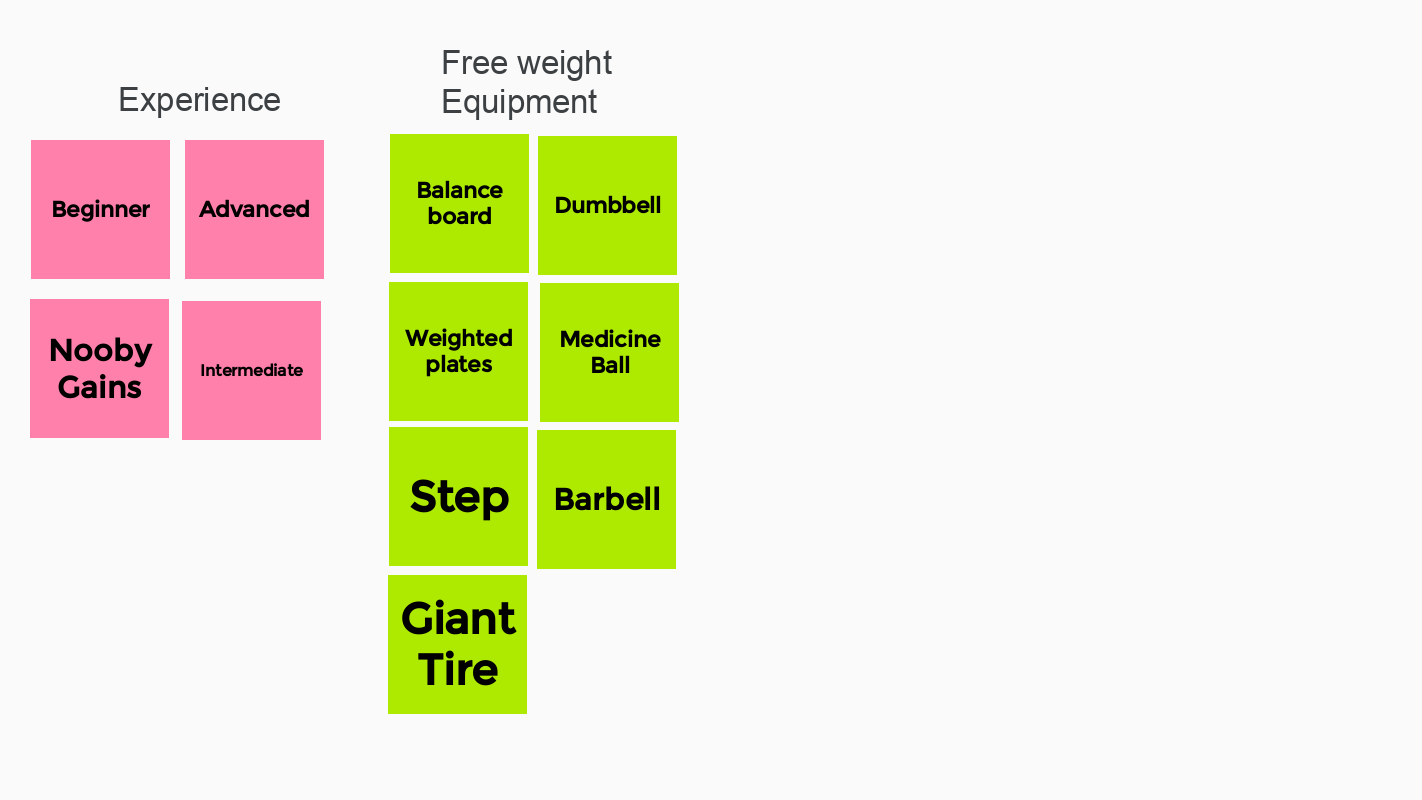 Experience
Beginner
Advanced
Nooby
Gains
Intermediate
Free weight
Equipment
Balance
board
Dumbbell
Weighted
plates
Medicine
Ball
Step
Barbell
Giant
Tire